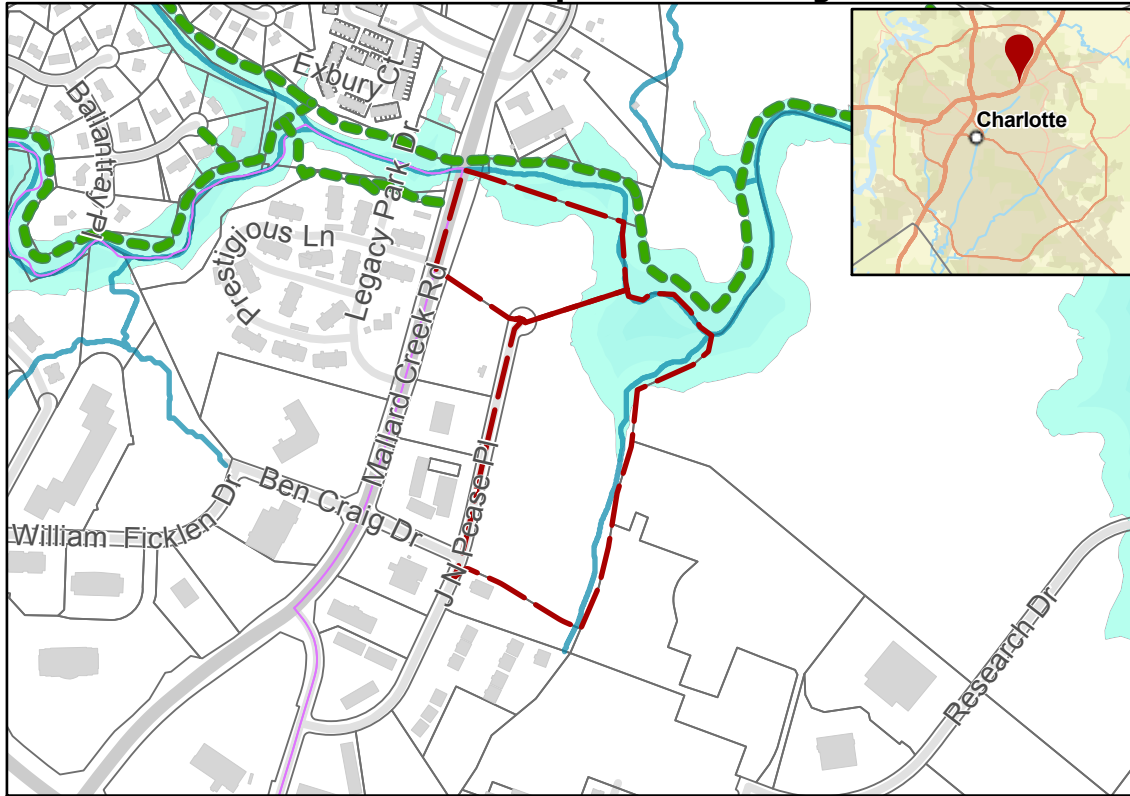 Exbury Ct
Ballantrey Pl
Legacy Park Dr
Prestigious Ln
Mallard Creek Rd
J N Pease Pl
Ben Craig Dr
William Ficklen Dr
Research Dr
Charlotte